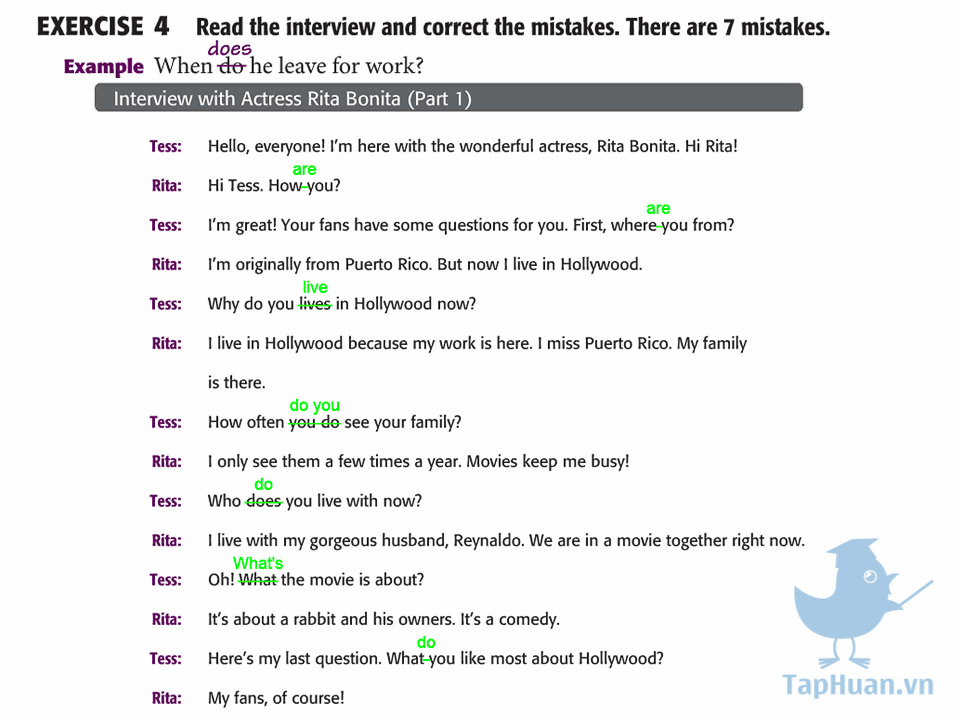 EXERCISE 4 Read the interview and correct the mistakes. There are 7 mistakes.
does
Example When do he leave for work?
Interview with Actress Rita Bonita (Part 1)
Tess: Hello, everyone! I'm here with the wonderful actress, Rita Bonita. Hi Rita!
are
Rita: Hi Tess. How you?
are
Tess: I'm great! Your fans have some questions for you. First, where you from?
Rita: I'm originally from Puerto Rico. But now I live in Hollywood.
live
Tess: Why do you lives in Hollywood now?
Rita: I live in Hollywood because my work is here. I miss Puerto Rico. My family
is there.
do you
Tess: How often you do see your family?
Rita: I only see them a few times a year. Movies keep me busy!
do
Tess: Who does you live with now?
Rita: I live with my gorgeous husband, Reynaldo. We are in a movie together right now.
What's
Tess: Oh! What the movie is about?
Rita: It's about a rabbit and his owners. It's a comedy.
do
Tess: Here's my last question. What you like most about Hollywood?
Rita: My fans, of course!
TapHuan.vn